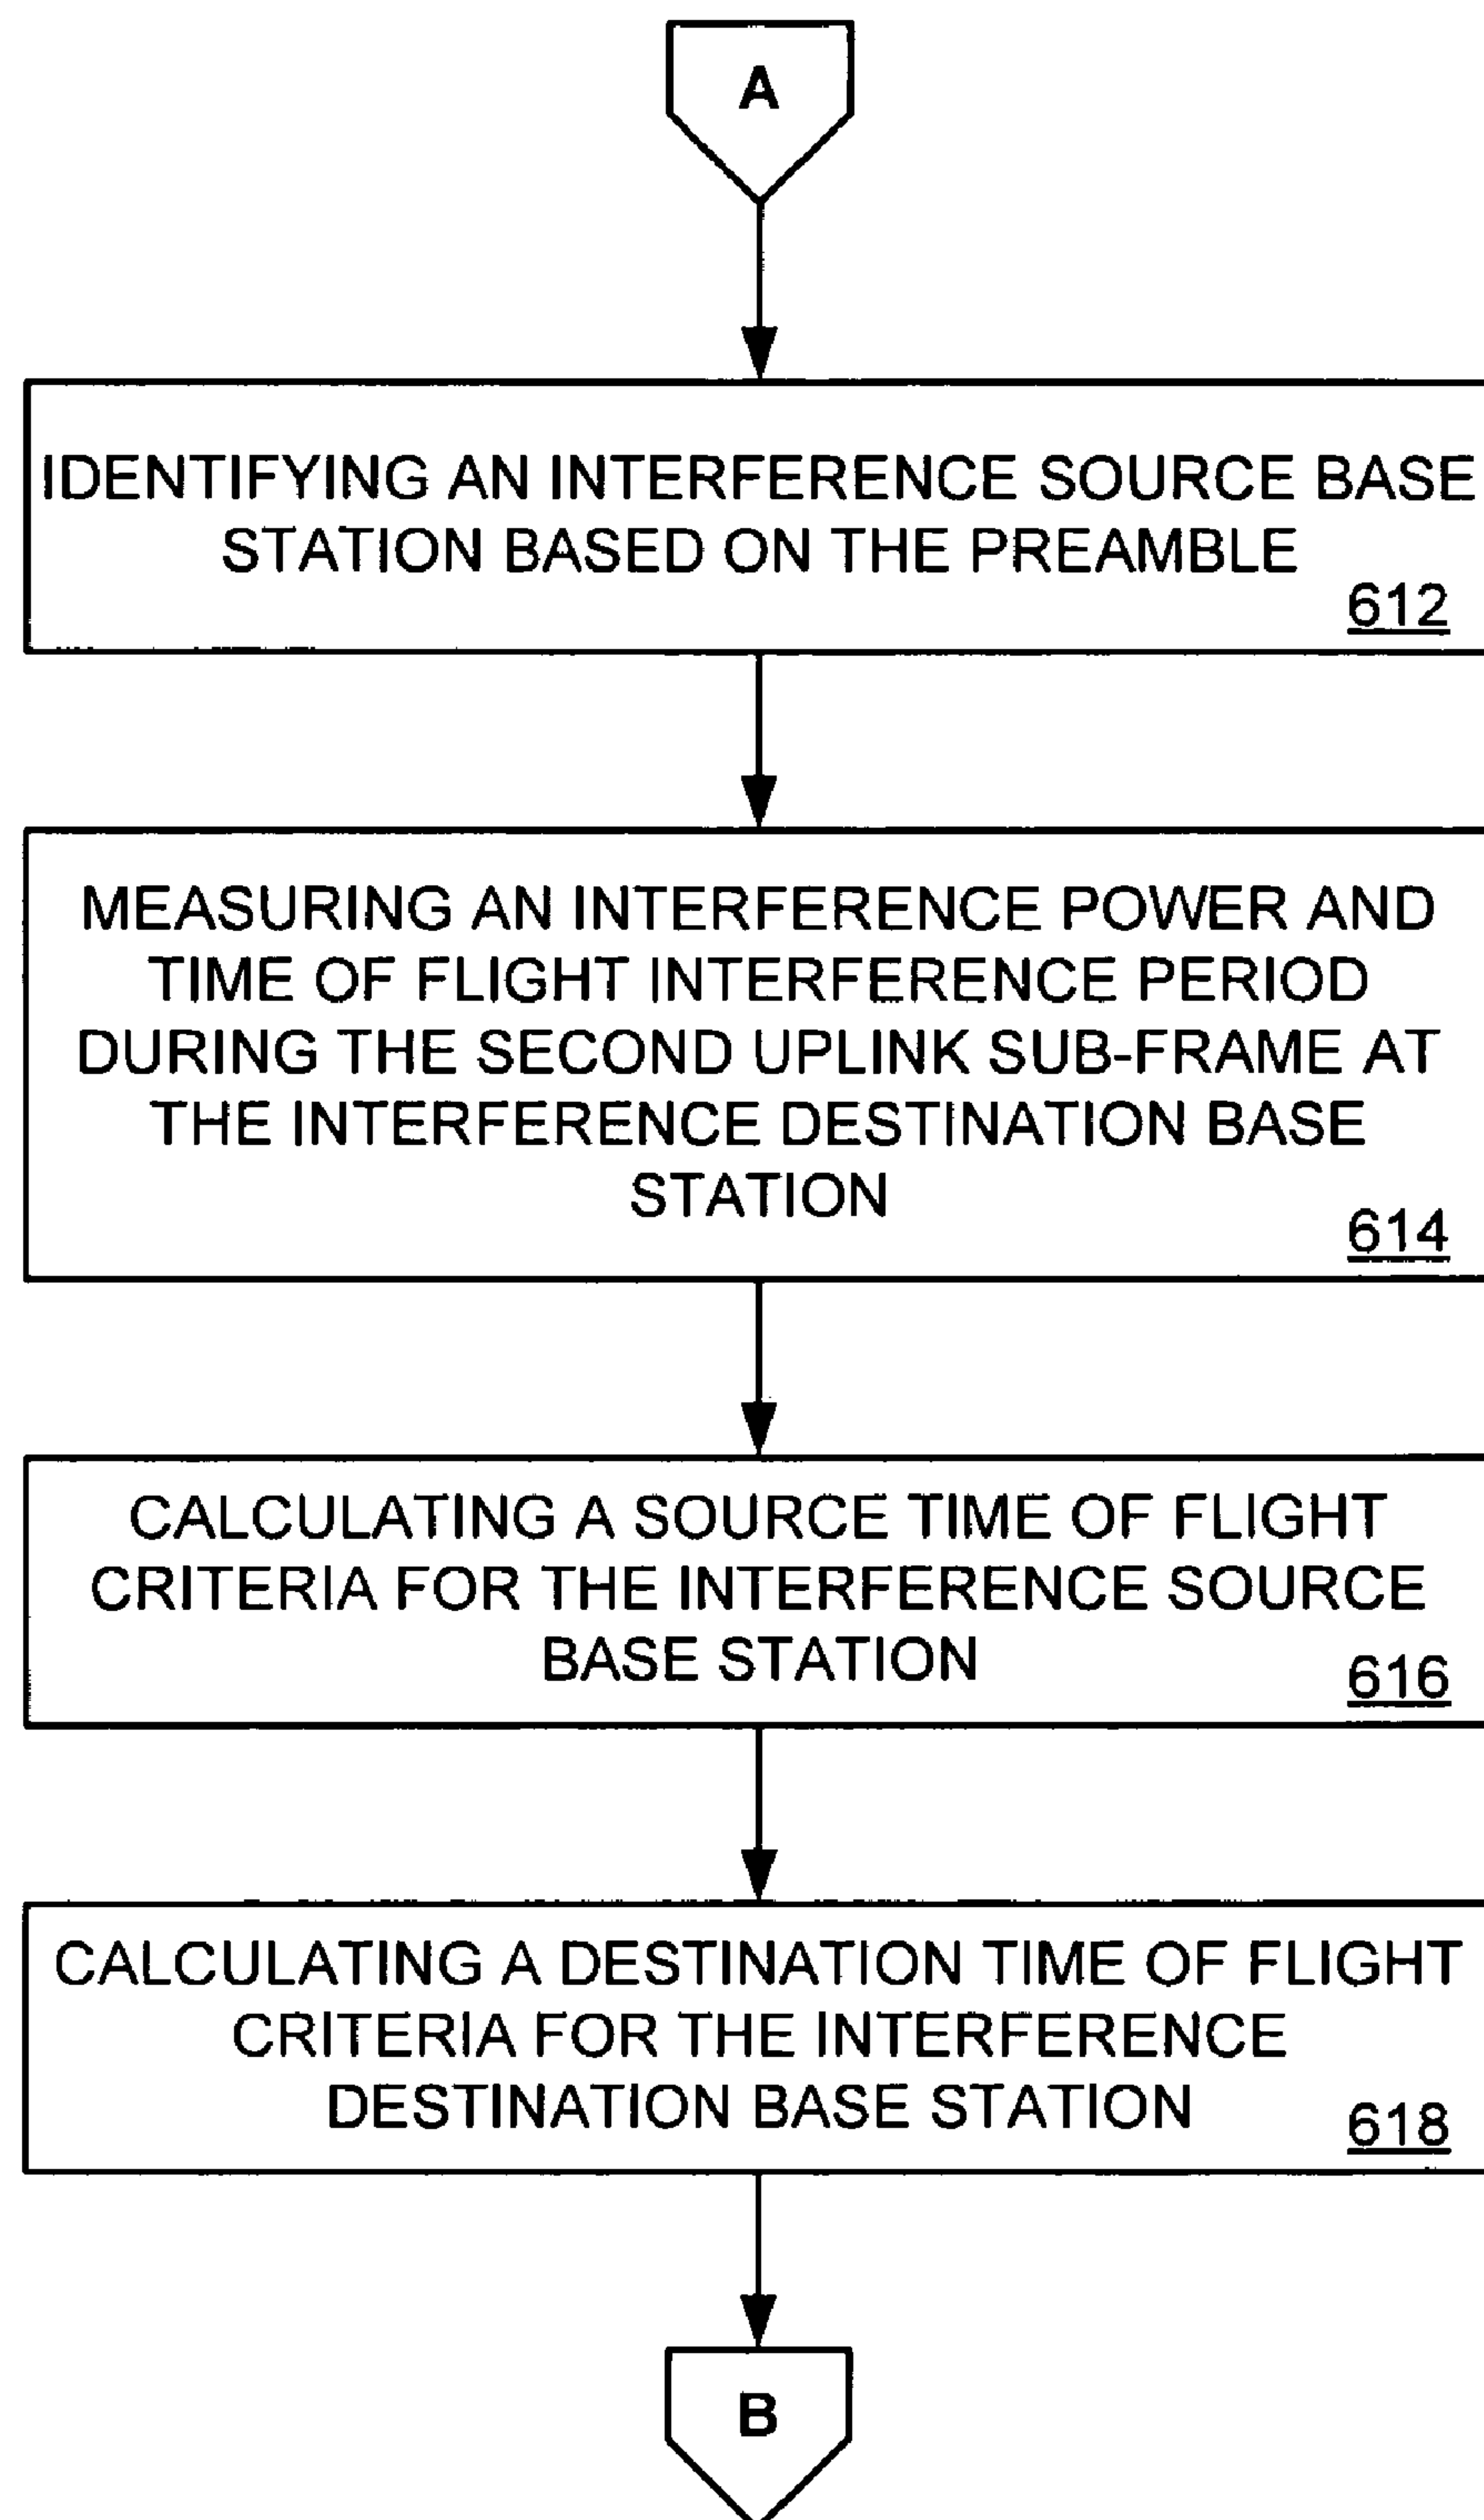 A
IDENTIFYING AN INTERFERENCE SOURCE BASE
STATION BASED ON THE PREAMBLE
612
MEASURING AN INTERFERENCE POWER AND
TIME OF FLIGHT INTERFERENCE PERIOD
DURING THE SECOND UPLINK SUB-FRAME AT
THE INTERFERENCE DESTINATION BASE
STATION
614
CALCULATING A SOURCE TIME OF FLIGHT
CRITERIA FOR THE INTERFERENCE SOURCE
BASE STATION
616
CALCULATING A DESTINATION TIME OF FLIGHT
CRITERIA FOR THE INTERFERENCE
DESTINATION BASE STATION
618
B